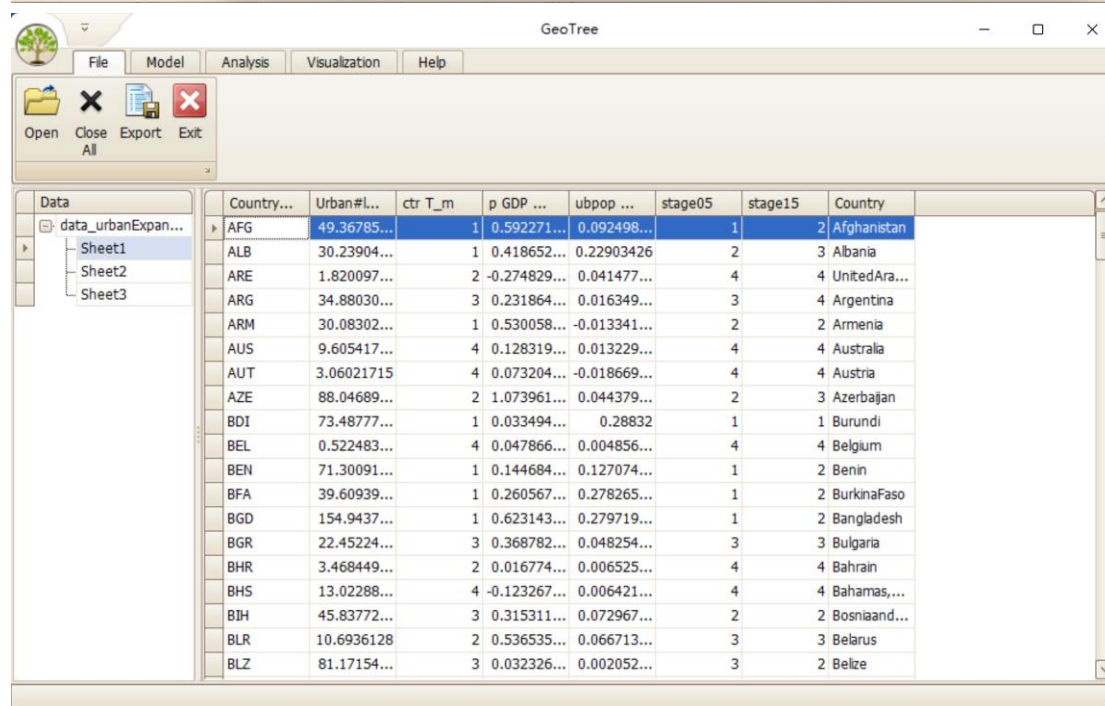 GeoTree
File Model Analysis Visualization Help
Open Close All Export Exit
Data
data_urbanExpan...
Sheet1
Sheet2
Sheet3
Country... Urban#l... ctr T_m p GDP ... ubpop ... stage05 stage15 Country
AFG 49.36785... 1 0.592271... 0.092498... 1 2 Afghanistan
ALB 30.23904... 1 0.418652... 0.22903426 2 3 Albania
ARE 1.820097... 2 -0.274829... 0.041477... 4 4 UnitedAra...
ARG 34.88030... 3 0.231864... 0.016349... 3 4 Argentina
ARM 30.08302... 1 0.530058... -0.013341... 2 2 Armenia
AUS 9.605417... 4 0.128319... 0.013229... 4 4 Australia
AUT 3.06021715 4 0.073204... -0.018669... 4 4 Austria
AZE 88.04689... 2 1.073961... 0.044379... 2 3 Azerbaijan
BDI 73.48777... 1 0.033494... 0.28832 1 1 Burundi
BEL 0.522483... 4 0.047866... 0.004856... 4 4 Belgium
BEN 71.30091... 1 0.144684... 0.127074... 1 2 Benin
BFA 39.60939... 1 0.260567... 0.278265... 1 2 BurkinaFaso
BGD 154.9437... 1 0.623143... 0.279719... 1 2 Bangladesh
BGR 22.45224... 3 0.368782... 0.048254... 3 3 Bulgaria
BHR 3.468449... 2 0.016774... 0.006525... 4 4 Bahrain
BHS 13.02288... 4 -0.123267... 0.006421... 4 4 Bahamas,...
BIH 45.83772... 3 0.315311... 0.072967... 2 2 Bosniaand...
BLR 10.6936128 2 0.536535... 0.066713... 3 3 Belarus
BLZ 81.17154... 3 0.032326... 0.002052... 3 2 Belize